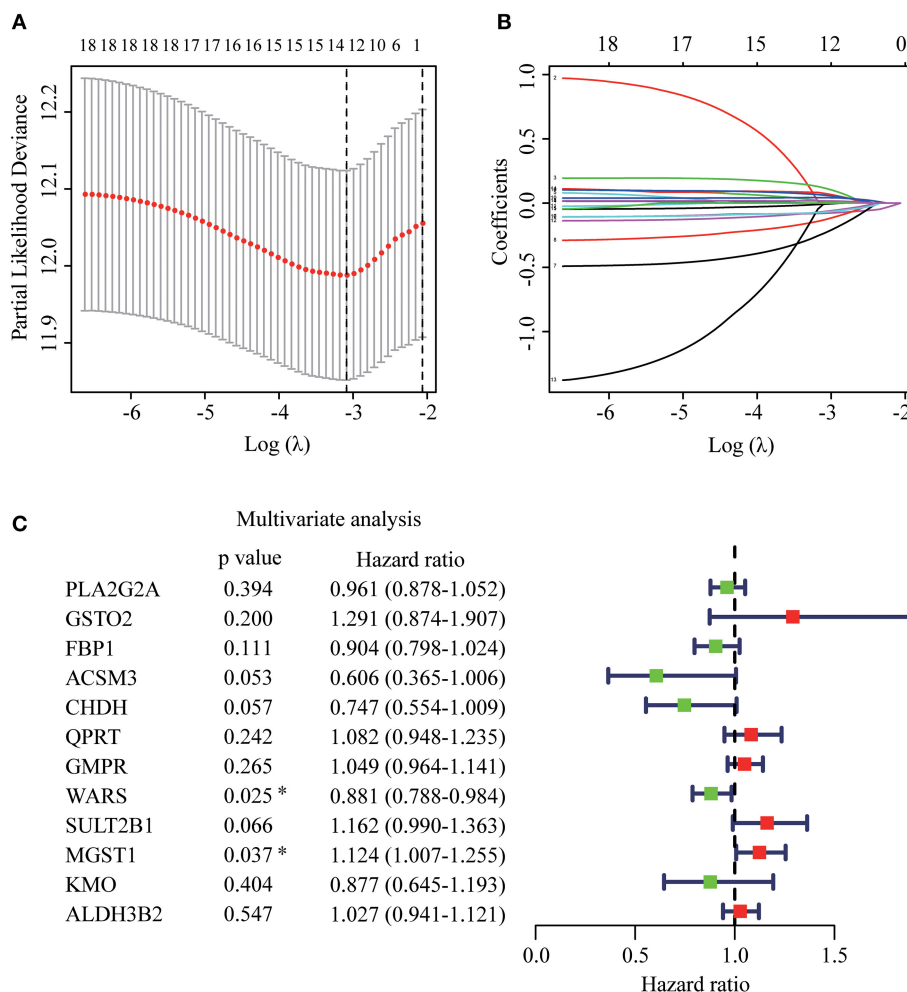 A
18 18 18 18 18 17 17 16 16 15 15 15 14 12 10 6 1
Partial Likelihood Deviance
12.2
12.1
12.0
11.9
-6 -5 -4 -3 -2
Log (λ)
B
18 17 15 12 0
Coefficients
1.0
0.5
0.0
-0.5
-1.0
2
3
8
7
13
-6 -5 -4 -3 -2
Log (λ)
C
Multivariate analysis
p value Hazard ratio
PLA2G2A 0.394 0.961 (0.878-1.052)
GSTO2 0.200 1.291 (0.874-1.907)
FBP1 0.111 0.904 (0.798-1.024)
ACSM3 0.053 0.606 (0.365-1.006)
CHDH 0.057 0.747 (0.554-1.009)
QPRT 0.242 1.082 (0.948-1.235)
GMPR 0.265 1.049 (0.964-1.141)
WARS 0.025 * 0.881 (0.788-0.984)
SULT2B1 0.066 1.162 (0.990-1.363)
MGST1 0.037 * 1.124 (1.007-1.255)
KMO 0.404 0.877 (0.645-1.193)
ALDH3B2 0.547 1.027 (0.941-1.121)
0.0 0.5 1.0 1.5
Hazard ratio